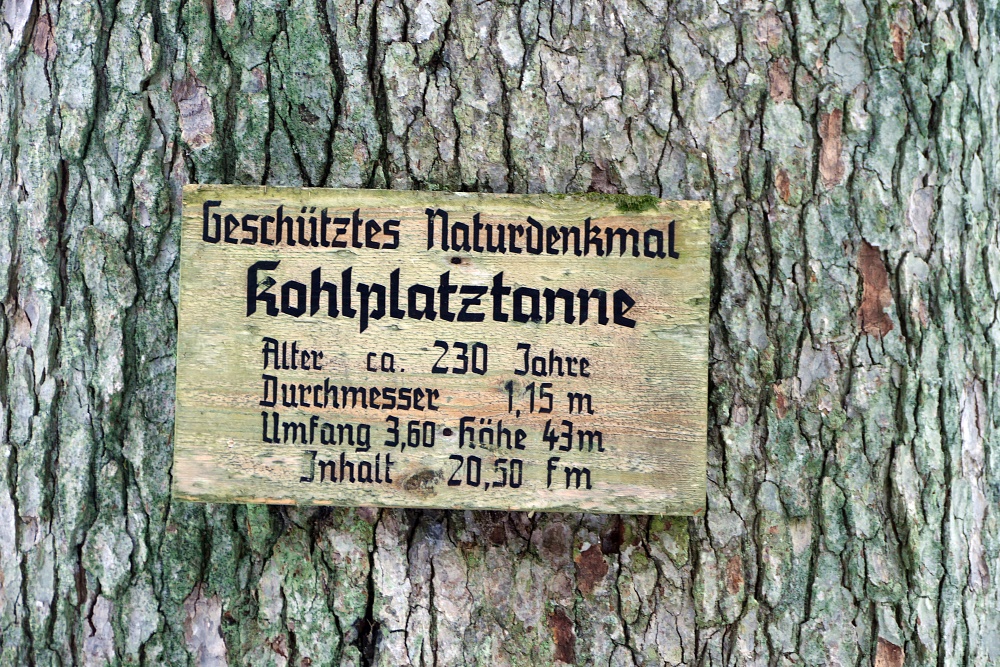 Geschütztes Naturdenkmal
Kohlplatztanne
Alter ca. 230 Jahre
Durchmesser 1,15 m
Umfang 3,60 • Höhe 43m
Inhalt 20,50 fm